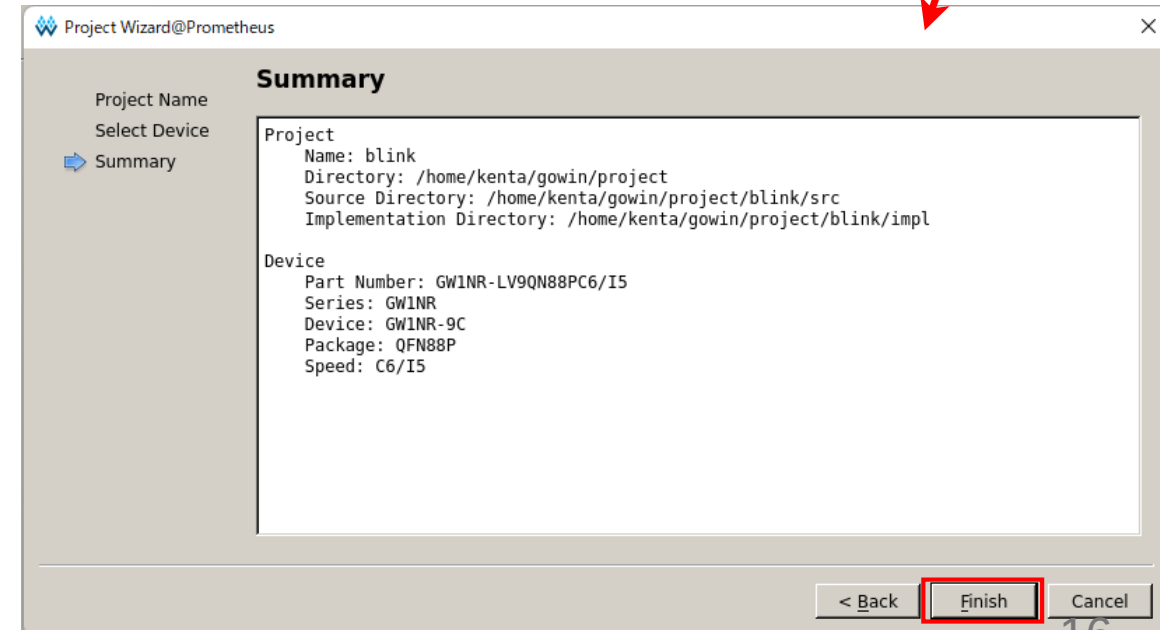 Project Wizard@Prometheus
Summary
Project Name
Select Device
Summary
Project
Name: blink
Directory: /home/kenta/gowin/project
Source Directory: /home/kenta/gowin/project/blink/src
Implementation Directory: /home/kenta/gowin/project/blink/impl
Device
Part Number: GW1NR-LV9QN88PC6/I5
Series: GW1NR
Device: GW1NR-9C
Package: QFN88P
Speed: C6/I5
< Back
Finish
Cancel
16